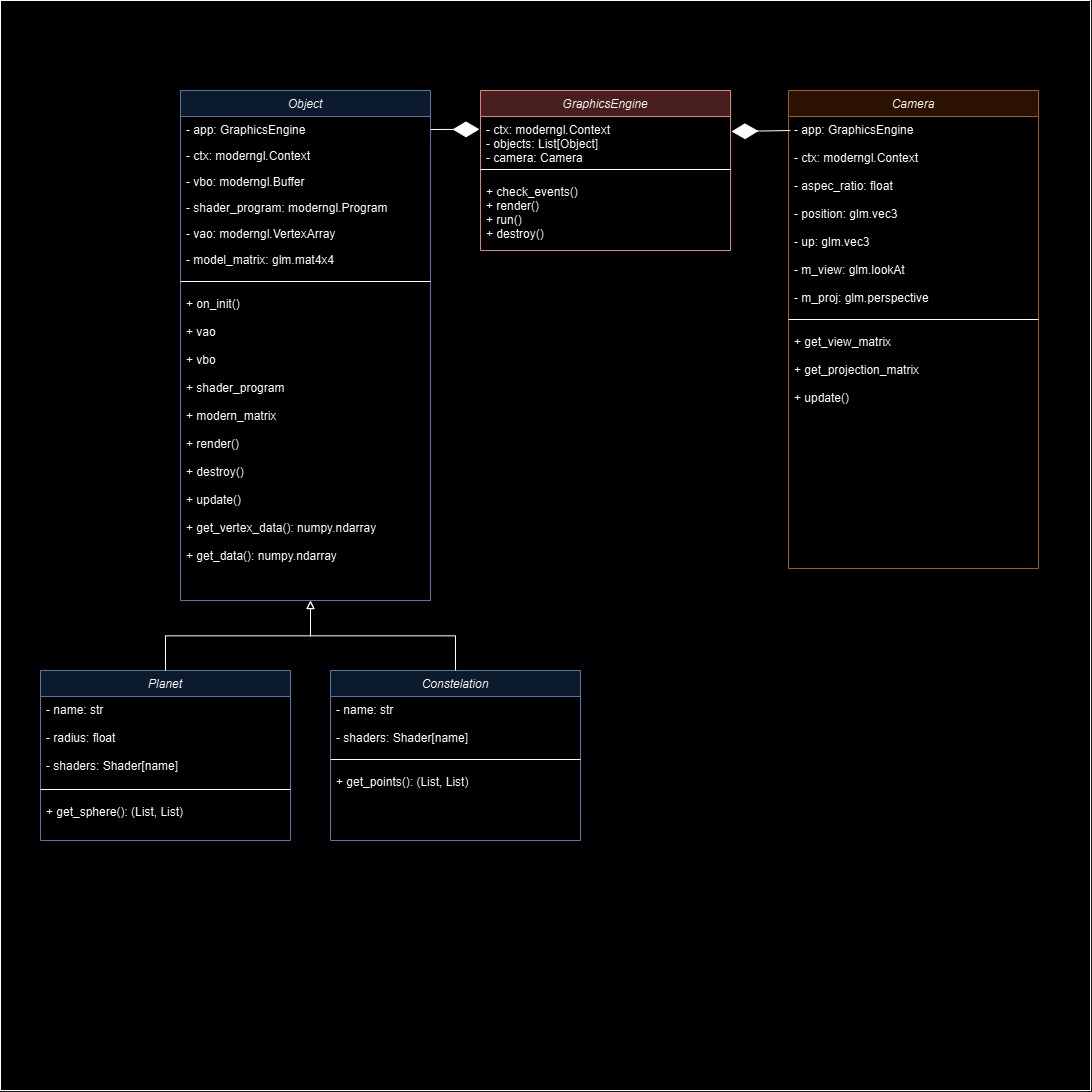 Object
- app: GraphicsEngine
- ctx: moderngl.Context
- vbo: moderngl.Buffer
- shader_program: moderngl.Program
- vao: moderngl.VertexArray
- model_matrix: glm.mat4x4
+ on_init()
+ vao
+ vbo
+ shader_program
+ modern_matrix
+ render()
+ destroy()
+ update()
+ get_vertex_data(): numpy.ndarray
+ get_data(): numpy.ndarray
GraphicsEngine
- ctx: moderngl.Context
- objects: List[Object]
- camera: Camera
+ check_events()
+ render()
+ run()
+ destroy()
Camera
- app: GraphicsEngine
- ctx: moderngl.Context
- aspec_ratio: float
- position: glm.vec3
- up: glm.vec3
- m_view: glm.lookAt
- m_proj: glm.perspective
+ get_view_matrix
+ get_projection_matrix
+ update()
Planet
- name: str
- radius: float
- shaders: Shader[name]
+ get_sphere(): (List, List)
Constelation
- name: str
- shaders: Shader[name]
+ get_points(): (List, List)